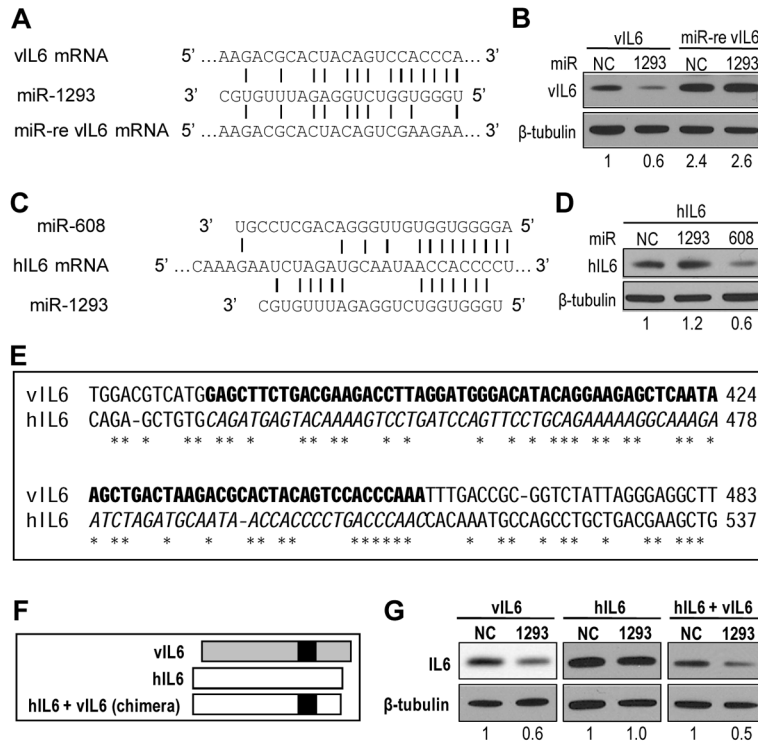 A
vIL6 mRNA 5' ...AAGACGCACUACAGUCCACCCA... 3'
miR-1293 3' CGUGUUUAGAGGUCUGGUGGGU 5'
miR-re vIL6 mRNA 5' ...AAGACGCACUACAGUCGAAGAA... 3'
B
vIL6 miR-re vIL6
miR NC 1293 NC 1293
vIL6
β-tubulin
1 0.6 2.4 2.6
C
miR-608 3' UGCCUCGACAGGGUUGUGGUGGGGA 5'
hIL6 mRNA 5' ...CAAAGAAUCUAGAUGCAAUAACCACCCCU... 3'
miR-1293 3' CGUGUUUAGAGGUCUGGUGGGU 5'
D
hIL6
miR NC 1293 608
hIL6
β-tubulin
1 1.2 0.6
E
vIL6 TGGACGTCATGGAGCTTCTGACGAAGACCTTAGGATGGGACATACAGGAAGAGCTCAATA 424
hIL6 CAGA-GCTGTGCAGATGAGTACAAAAGTCCTGATCCAGTTCCTGCAGAAAAAGGCAAAGA 478
** * ** ** ** ** * * * * *** ** ** ** *
vIL6 AGCTGACTAAGACGCACTACAGTCCACCCAAATTTGACCGC-GGTCTATTAGGGAGGCTT 483
hIL6 ATCTAGATGCAATA-ACCACCCCTGACCCAACCACAAATGCCAGCCTGCTGACGAAGCTG 537
* ** * * * ** ** ****** * ** * * ** ***
F
vIL6
hIL6
hIL6 + vIL6 (chimera)
G
vIL6 hIL6 hIL6 + vIL6
NC 1293 NC 1293 NC 1293
IL6
β-tubulin
1 0.6 1 1.0 1 0.5